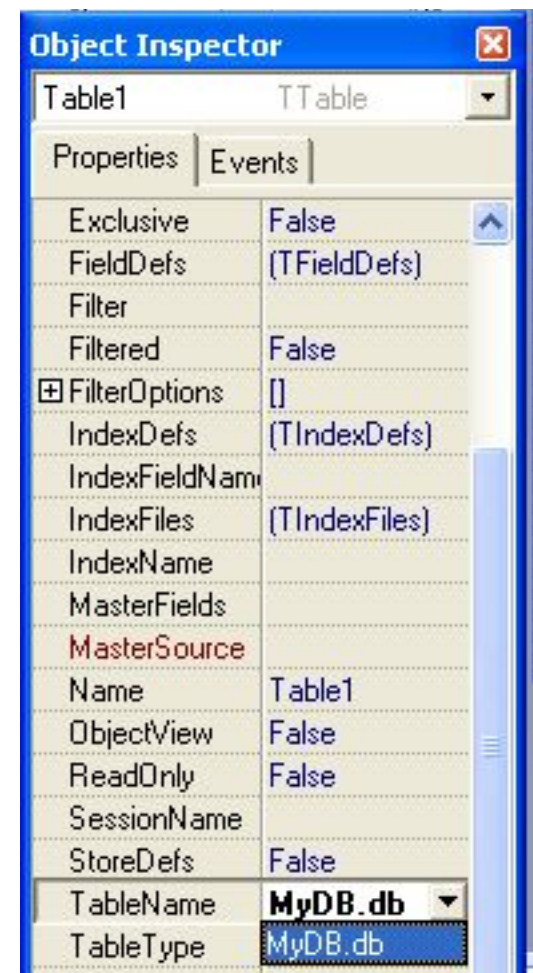 Object Inspector
Table1 TTable
Properties Events
Exclusive False
FieldDefs (TFieldDefs)
Filter
Filtered False
FilterOptions []
IndexDefs (TIndexDefs)
IndexFieldNam
IndexFiles (TIndexFiles)
IndexName
MasterFields
MasterSource
Name Table1
ObjectView False
ReadOnly False
SessionName
StoreDefs False
TableName MyDB.db
TableType MyDB.db